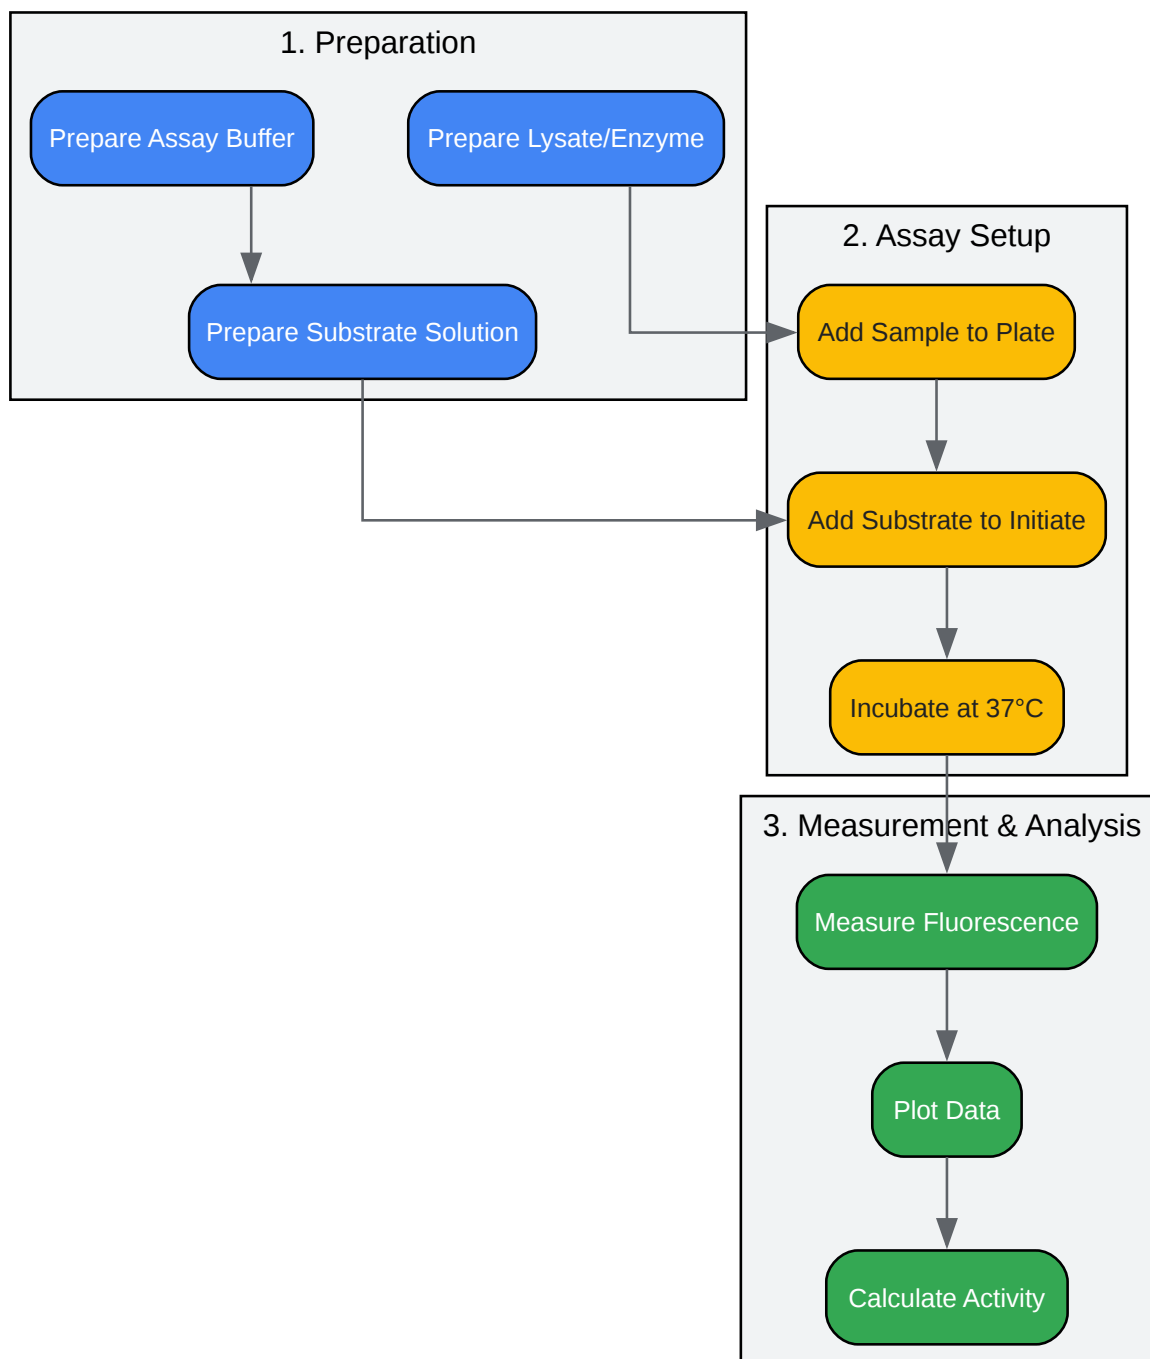 1. Preparation
Prepare Assay Buffer
Prepare Lysate/Enzyme
Prepare Substrate Solution
2. Assay Setup
Add Sample to Plate
Add Substrate to Initiate
Incubate at 37°C
3. Measurement & Analysis
Measure Fluorescence
Plot Data
Calculate Activity